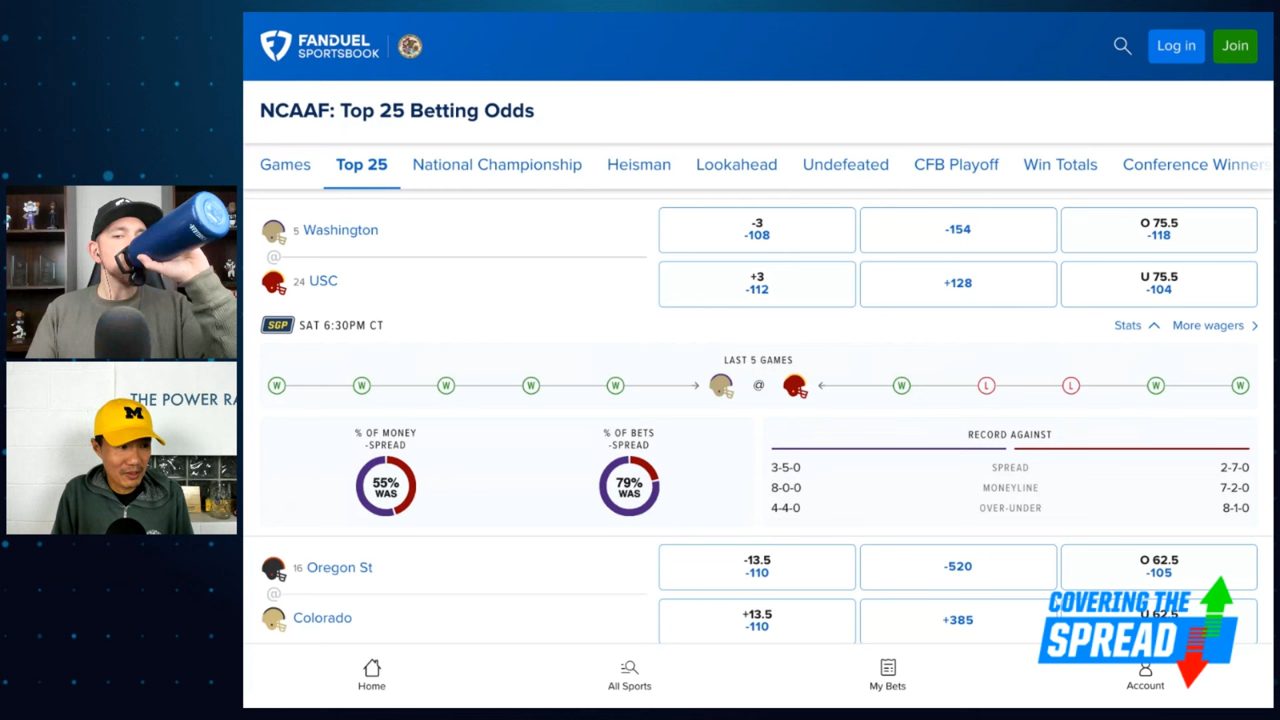 FANDUEL
SPORTSBOOK
Log in
Join
NCAAF: Top 25 Betting Odds
Games
Top 25
National Championship
Heisman
Lookahead
Undefeated
CFB Playoff
Win Totals
Conference Winners
5 Washington
-3
-108
-154
O 75.5
-118
@
24 USC
+3
-112
+128
U 75.5
-104
SGP
SAT 6:30PM CT
Stats
More wagers
LAST 5 GAMES
W
W
W
W
W
@
W
L
L
W
W
% OF MONEY
-SPREAD
55%
WAS
% OF BETS
-SPREAD
79%
WAS
RECORD AGAINST
3-5-0
SPREAD
2-7-0
8-0-0
MONEYLINE
7-2-0
4-4-0
OVER-UNDER
8-1-0
16 Oregon St
-13.5
-110
-520
O 62.5
-105
@
Colorado
+13.5
-110
+385
U 62.5
COVERING THE
SPREAD
Home
All Sports
My Bets
Account
THE POWER RA
M